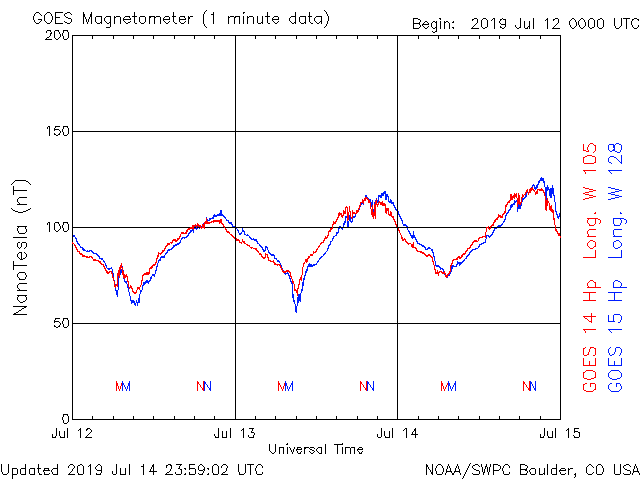 GOES Magnetometer (1 minute data)
Begin: 2019 Jul 12 0000 UTC
200
150
100
50
0
NanoTesla (nT)
M M N N M M N N M M N N
Jul 12 Jul 13 Jul 14 Jul 15
Universal Time
GOES 14 Hp Long. W 105
GOES 15 Hp Long. W 128
Updated 2019 Jul 14 23:59:02 UTC
NOAA/SWPC Boulder, CO USA